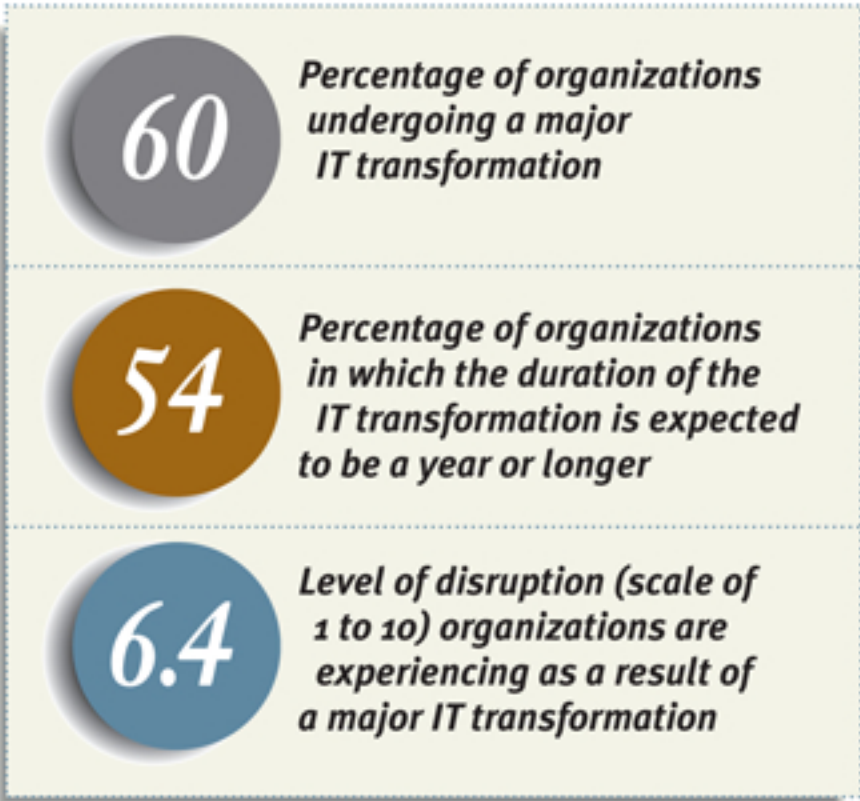 60
Percentage of organizations
undergoing a major
IT transformation
54
Percentage of organizations
in which the duration of the
IT transformation is expected
to be a year or longer
6.4
Level of disruption (scale of
1 to 10) organizations are
experiencing as a result of
a major IT transformation